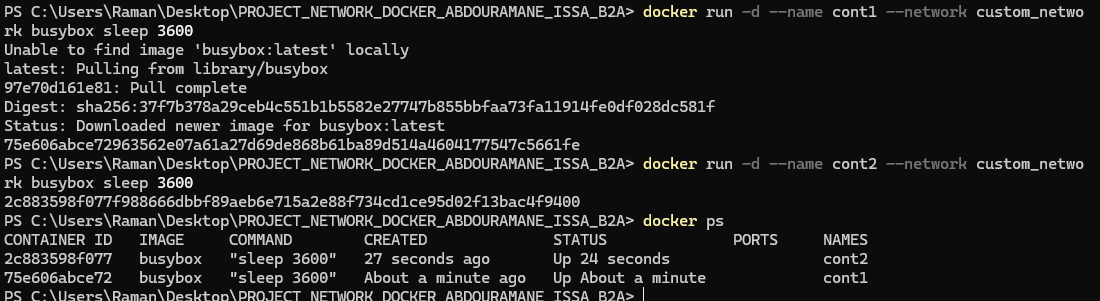 PS C:\Users\Raman\Desktop\PROJECT_NETWORK_DOCKER_ABDOURAMANE_ISSA_B2A> docker run -d --name cont1 --network custom_netwo
rk busybox sleep 3600
Unable to find image 'busybox:latest' locally
latest: Pulling from library/busybox
97e70d161e81: Pull complete
Digest: sha256:37f7b378a29ceb4c551b1b5582e27747b855bbfaa73fa11914fe0df028dc581f
Status: Downloaded newer image for busybox:latest
75e606abce72963562e07a61a27d69de868b61ba89d514a4604177547c5661fe
PS C:\Users\Raman\Desktop\PROJECT_NETWORK_DOCKER_ABDOURAMANE_ISSA_B2A> docker run -d --name cont2 --network custom_netwo
rk busybox sleep 3600
2c883598f077f988666dbbf89aeb6e715a2e88f734cd1ce95d02f13bac4f9400
PS C:\Users\Raman\Desktop\PROJECT_NETWORK_DOCKER_ABDOURAMANE_ISSA_B2A> docker ps
CONTAINER ID   IMAGE     COMMAND        CREATED              STATUS              PORTS     NAMES
2c883598f077   busybox   "sleep 3600"   27 seconds ago       Up 24 seconds                 cont2
75e606abce72   busybox   "sleep 3600"   About a minute ago   Up About a minute             cont1
PS C:\Users\Raman\Desktop\PROJECT_NETWORK_DOCKER_ABDOURAMANE_ISSA_B2A>